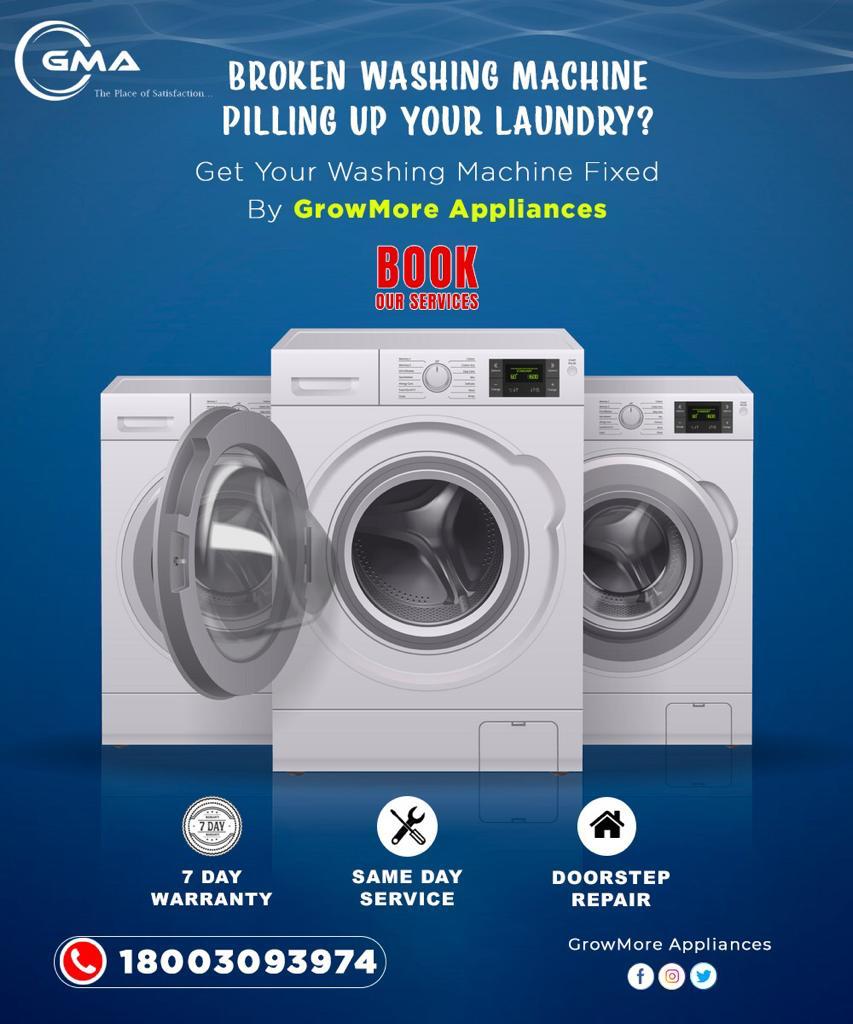 GMA
The Place of Satisfaction...
BROKEN WASHING MACHINE
PILLING UP YOUR LAUNDRY?
Get Your Washing Machine Fixed
By GrowMore Appliances
BOOK
OUR SERVICES
7 DAY
7 DAY
WARRANTY
SAME DAY
SERVICE
DOORSTEP
REPAIR
18003093974
GrowMore Appliances